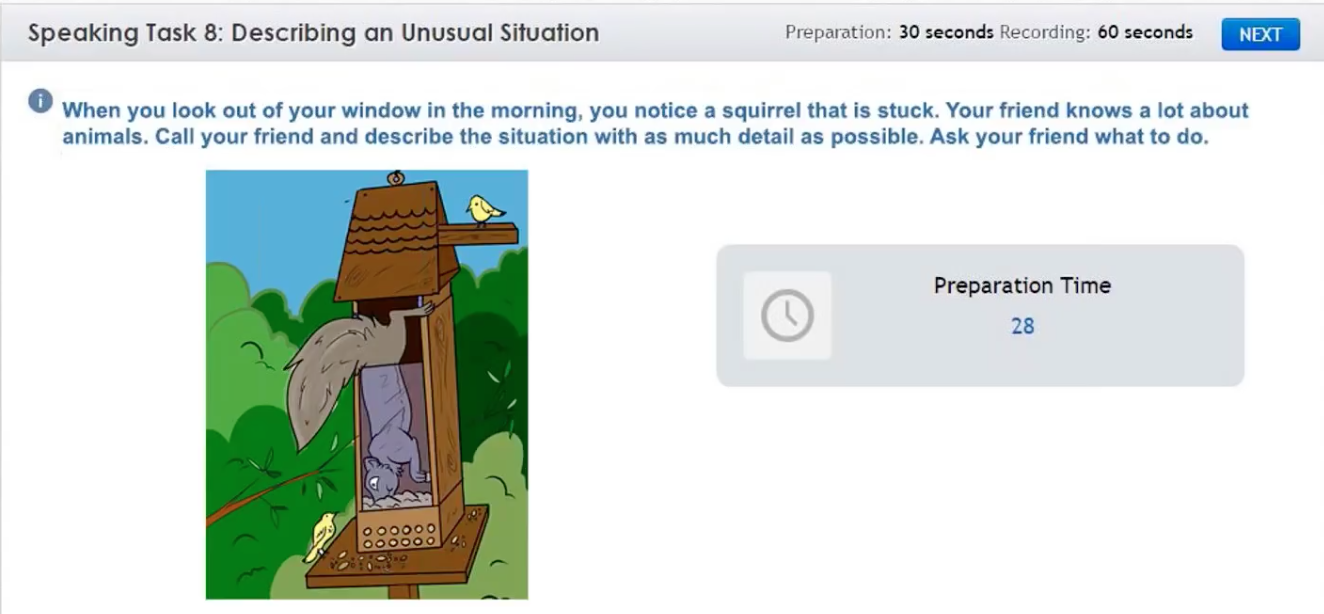 Speaking Task 8: Describing an Unusual Situation
Preparation: 30 seconds Recording: 60 seconds
NEXT
When you look out of your window in the morning, you notice a squirrel that is stuck. Your friend knows a lot about
animals. Call your friend and describe the situation with as much detail as possible. Ask your friend what to do.
Preparation Time
28